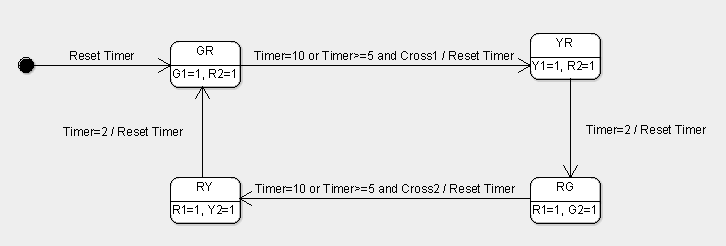 Reset Timer
GR
G1=1, R2=1
Timer=10 or Timer>=5 and Cross1 / Reset Timer
YR
Y1=1, R2=1
Timer=2 / Reset Timer
Timer=2 / Reset Timer
RY
R1=1, Y2=1
Timer=10 or Timer>=5 and Cross2 / Reset Timer
RG
R1=1, G2=1